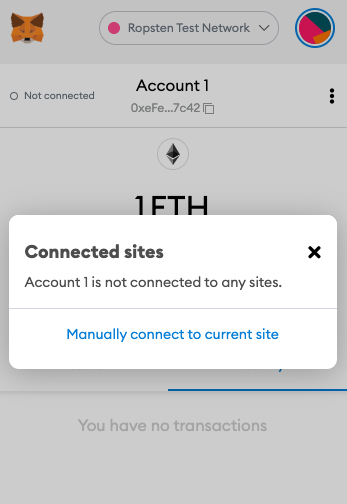 Ropsten Test Network
Not connected
Account 1
0xeFe...7c42
1 ETH
Connected sites
Account 1 is not connected to any sites.
Manually connect to current site
You have no transactions